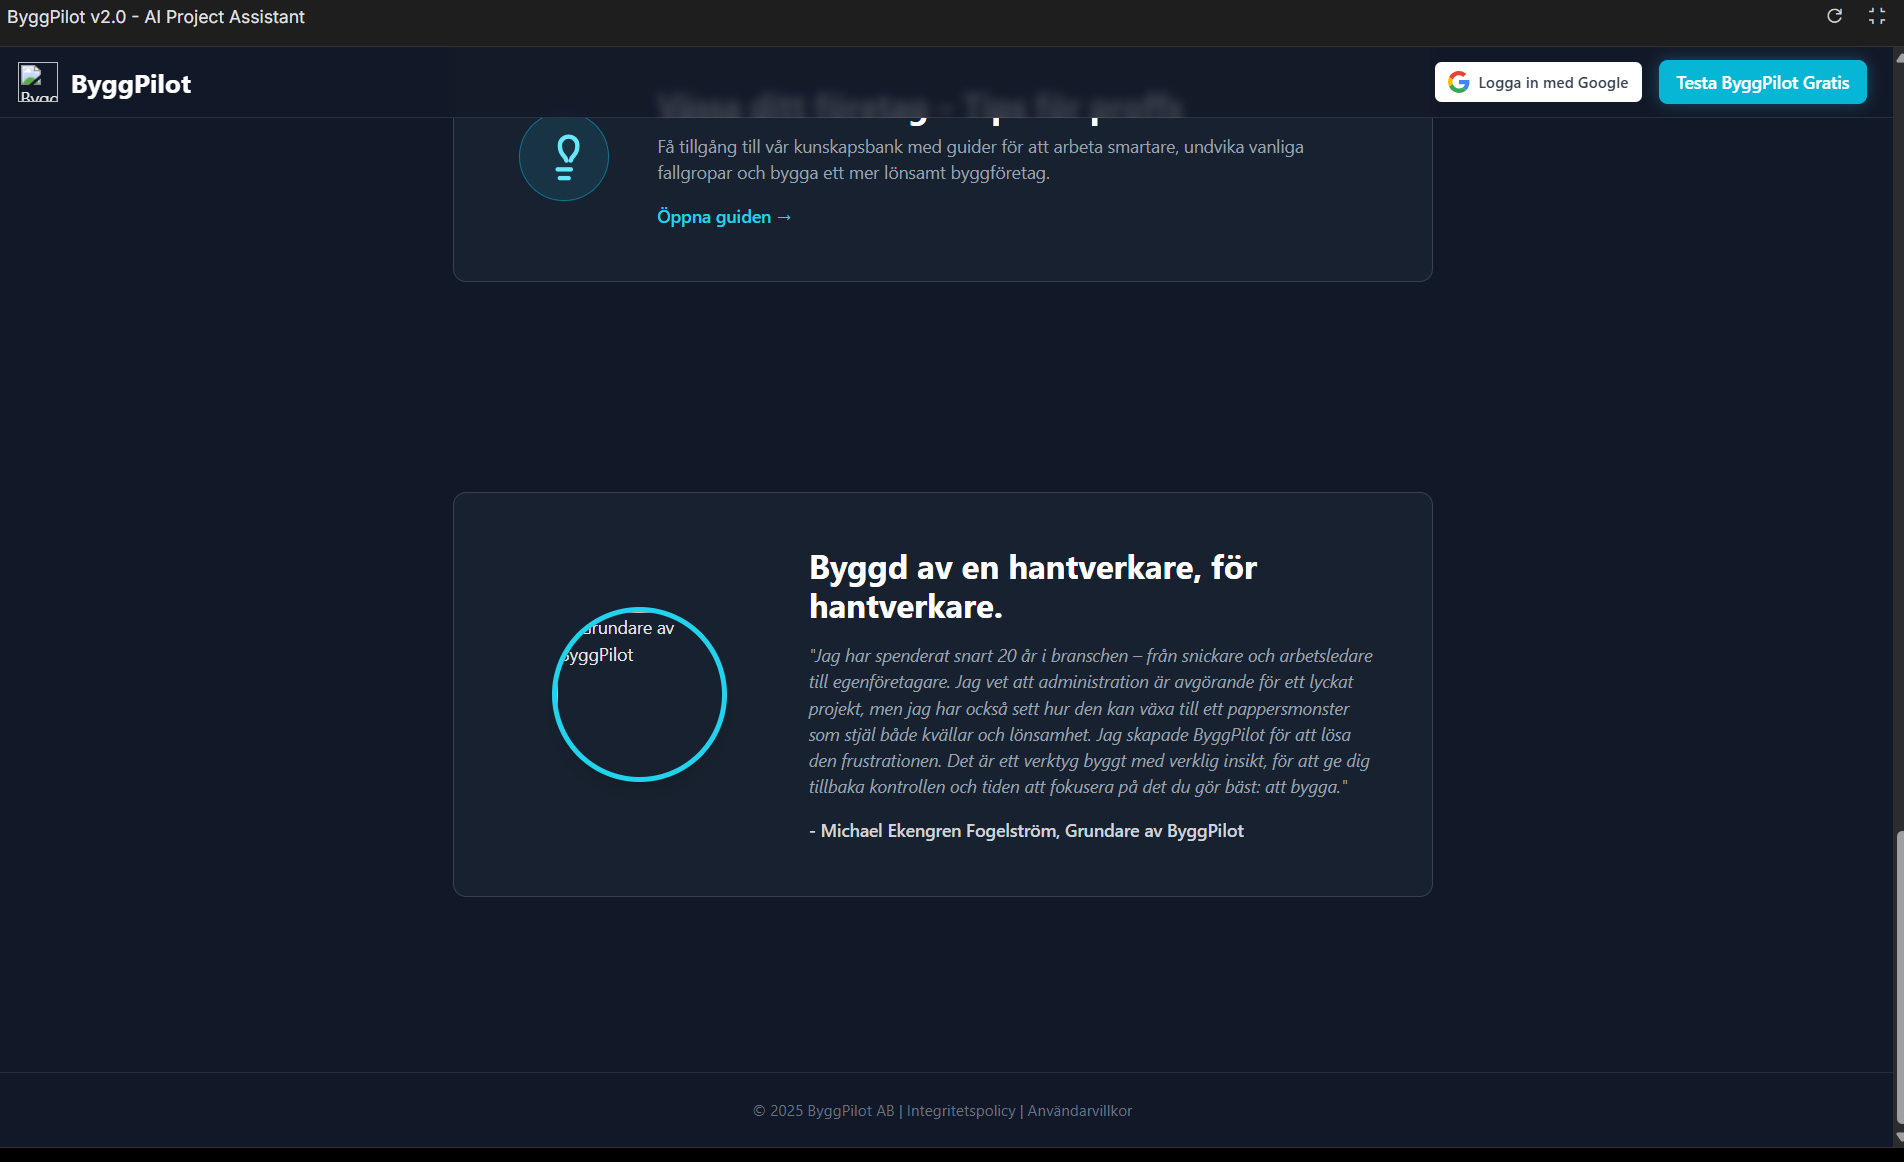 ByggPilot v2.0 - AI Project Assistant
ByggPilot
Logga in med Google
Testa ByggPilot Gratis
Växa ditt företag - Tips för proffs
Få tillgång till vår kunskapsbank med guider för att arbeta smartare, undvika vanliga
fallgropar och bygga ett mer lönsamt byggföretag.
Öppna guiden →
Grundare av
ByggPilot
Byggd av en hantverkare, för
hantverkare.
"Jag har spenderat snart 20 år i branschen – från snickare och arbetsledare
till egenföretagare. Jag vet att administration är avgörande för ett lyckat
projekt, men jag har också sett hur den kan växa till ett pappersmonster
som stjäl både kvällar och lönsamhet. Jag skapade ByggPilot för att lösa
den frustrationen. Det är ett verktyg byggt med verklig insikt, för att ge dig
tillbaka kontrollen och tiden att fokusera på det du gör bäst: att bygga."
- Michael Ekengren Fogelström, Grundare av ByggPilot
© 2025 ByggPilot AB | Integritetspolicy | Användarvillkor